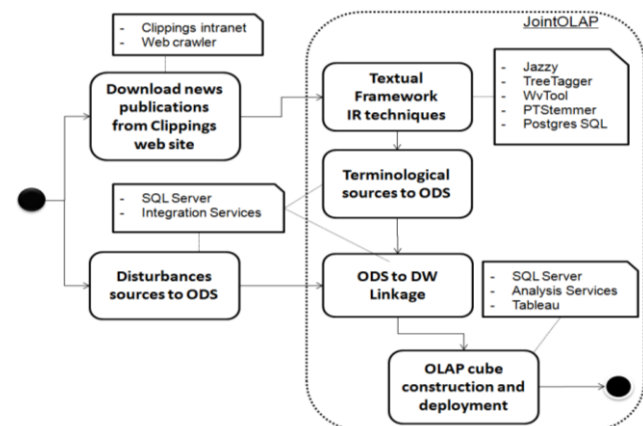 JointOLAP
- Clippings intranet
- Web crawler
Download news
publications
from Clippings
web site
Textual
Framework
IR techniques
- Jazzy
- TreeTagger
- WvTool
- PTStemmer
- Postgres SQL
Terminological
sources to ODS
- SQL Server
- Integration Services
Disturbances
sources to ODS
ODS to DW
Linkage
- SQL Server
- Analysis Services
- Tableau
OLAP cube
construction and
deployment